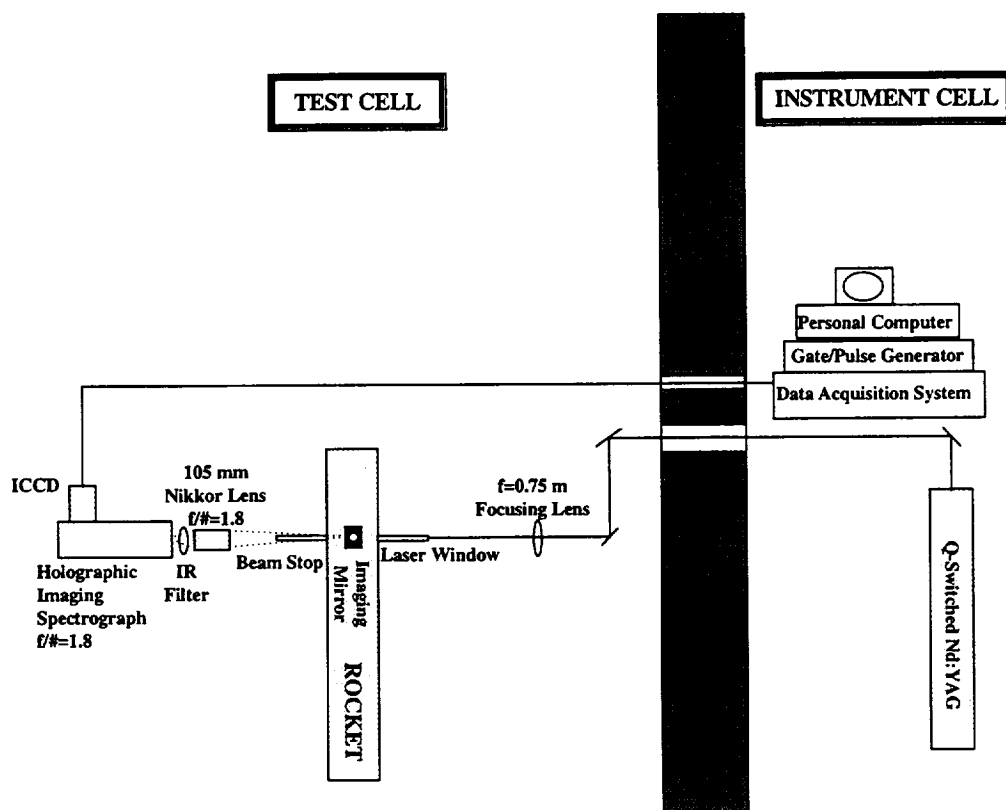 TEST CELL
INSTRUMENT CELL
Personal Computer
Gate/Pulse Generator
Data Acquisition System
ICCD
105 mm
Nikkor Lens
f/#=1.8
f=0.75 m
Focusing Lens
Beam Stop
Laser Window
Holographic
Imaging
Spectrograph
f/#=1.8
IR
Filter
Imaging
Mirror
ROCKET
Q-Switched Nd:YAG